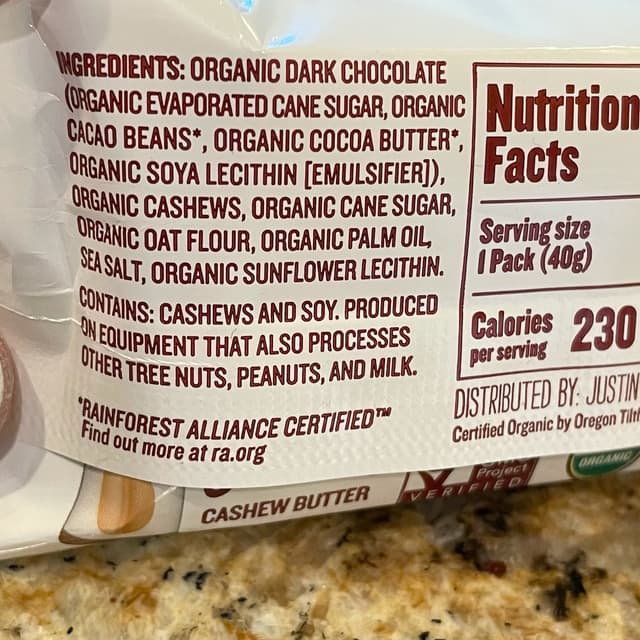 INGREDIENTS: ORGANIC DARK CHOCOLATE
(ORGANIC EVAPORATED CANE SUGAR, ORGANIC
CACAO BEANS*, ORGANIC COCOA BUTTER*,
ORGANIC SOYA LECITHIN [EMULSIFIER]),
ORGANIC CASHEWS, ORGANIC CANE SUGAR,
ORGANIC OAT FLOUR, ORGANIC PALM OIL,
SEA SALT, ORGANIC SUNFLOWER LECITHIN.
CONTAINS: CASHEWS AND SOY. PRODUCED
ON EQUIPMENT THAT ALSO PROCESSES
OTHER TREE NUTS, PEANUTS, AND MILK.
*RAINFOREST ALLIANCE CERTIFIED™
Find out more at ra.org
Nutrition
Facts
Serving size
1 Pack (40g)
Calories
per serving
230
DISTRIBUTED BY: JUSTIN
Certified Organic by Oregon Tilth
CASHEW BUTTER
Project
VERIFIED
ORGANIC